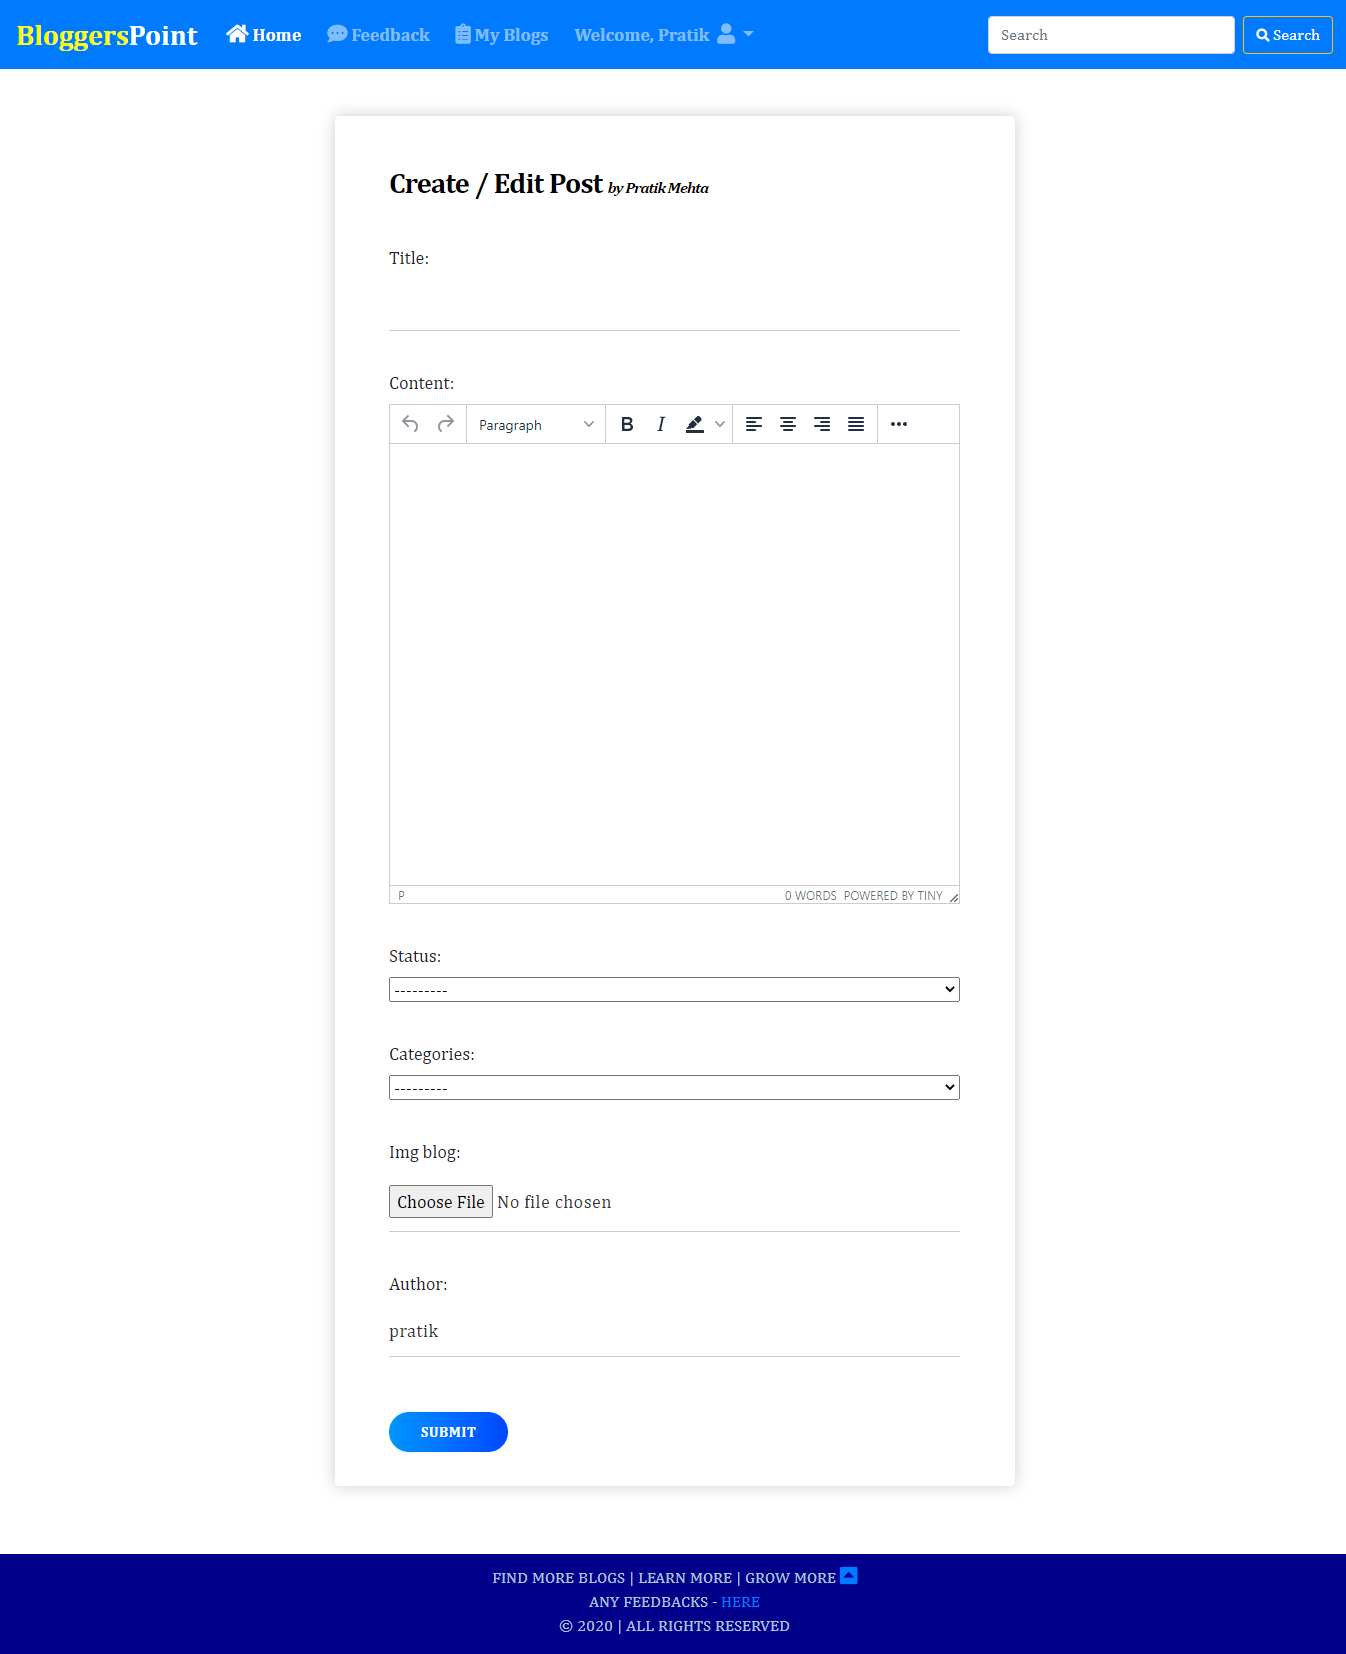 BloggersPoint Home Feedback My Blogs Welcome, Pratik Search Search
Create / Edit Post by Pratik Mehta
Title:
Content:
Paragraph B I
P 0 WORDS POWERED BY TINY
Status:
---------
Categories:
---------
Img blog:
Choose File No file chosen
Author:
pratik
SUBMIT
FIND MORE BLOGS | LEARN MORE | GROW MORE
ANY FEEDBACKS - HERE
© 2020 | ALL RIGHTS RESERVED